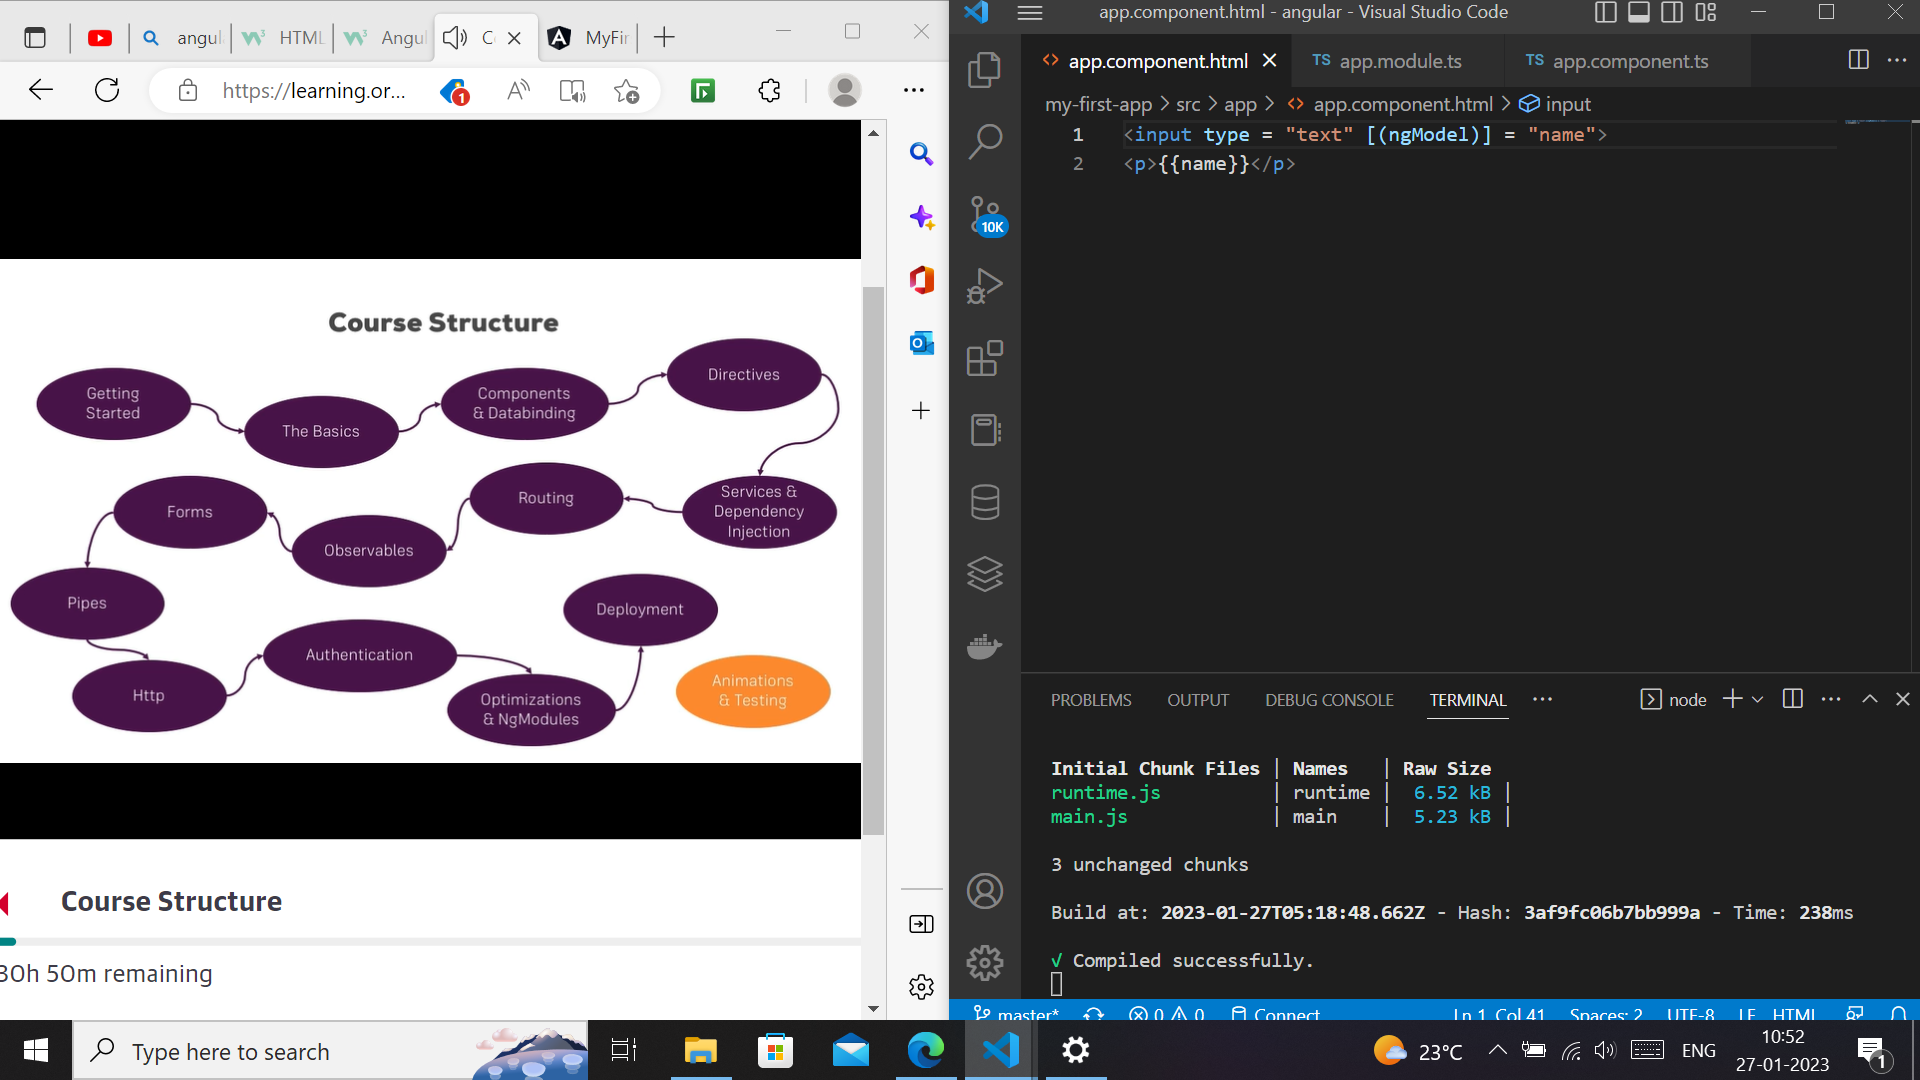 angul
HTML
Angul
C
MyFir
https://learning.or...
1
Course Structure
Getting
Started
The Basics
Components
& Databinding
Directives
Services &
Dependency
Injection
Routing
Observables
Forms
Pipes
Http
Authentication
Optimizations
& NgModules
Deployment
Animations
& Testing
Course Structure
30h 50m remaining
app.component.html - angular - Visual Studio Code
app.component.html
TS app.module.ts
TS app.component.ts
my-first-app > src > app > <> app.component.html > input
1 <input type = "text" [(ngModel)] = "name">
2 <p>{{name}}</p>
10K
PROBLEMS OUTPUT DEBUG CONSOLE TERMINAL ...
node
Initial Chunk Files | Names | Raw Size
runtime.js | runtime | 6.52 kB |
main.js | main | 5.23 kB |
3 unchanged chunks
Build at: 2023-01-27T05:18:48.662Z - Hash: 3af9fc06b7bb999a - Time: 238ms
√ Compiled successfully.
master* 0 0 Connect Ln 1, Col 41 Spaces: 2 UTF-8 LF HTML
Type here to search
23°C
ENG
10:52
27-01-2023
1